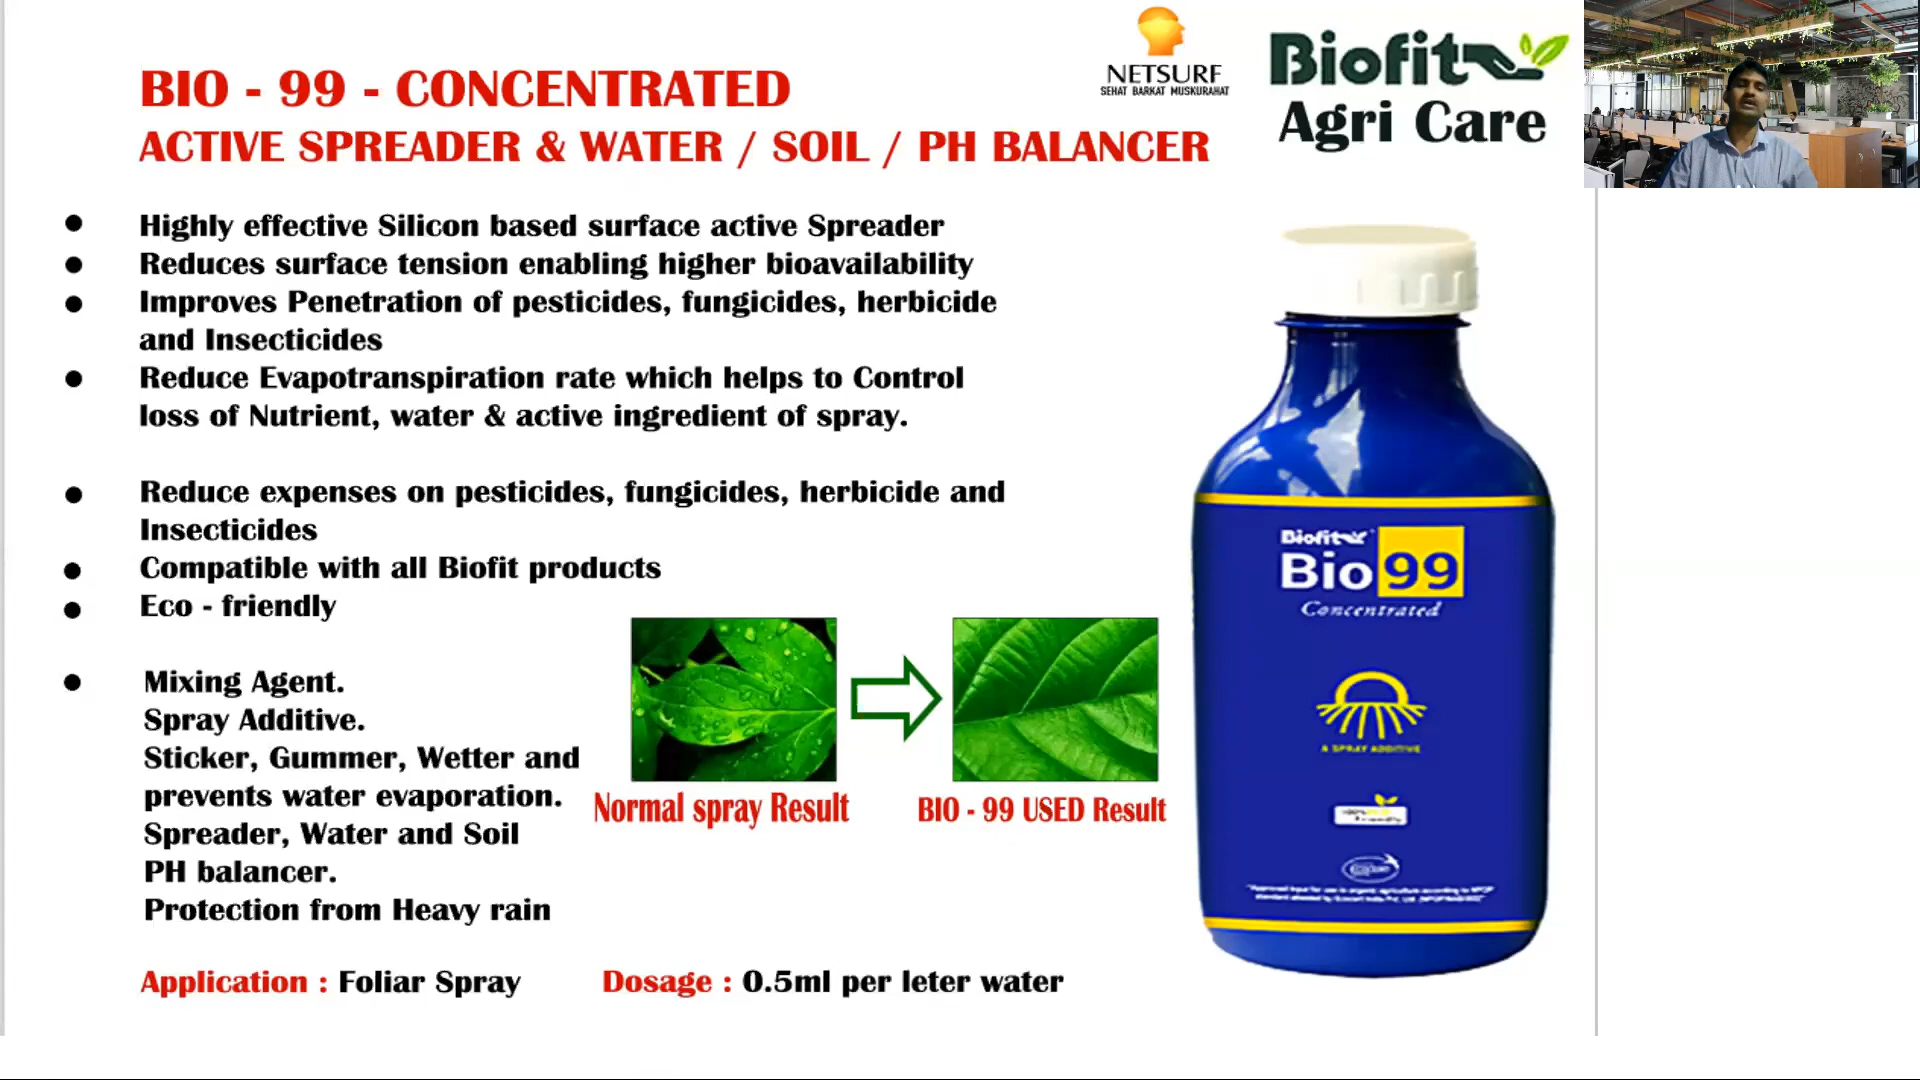 NETSURF
SEHAT BARKAT MUSKURAHAT
Biofit
Agri Care
BIO - 99 - CONCENTRATED
ACTIVE SPREADER & WATER / SOIL / PH BALANCER
● Highly effective Silicon based surface active Spreader
● Reduces surface tension enabling higher bioavailability
● Improves Penetration of pesticides, fungicides, herbicide
and Insecticides
● Reduce Evapotranspiration rate which helps to Control
loss of Nutrient, water & active ingredient of spray.
● Reduce expenses on pesticides, fungicides, herbicide and
Insecticides
● Compatible with all Biofit products
● Eco - friendly
● Mixing Agent.
Spray Additive.
Sticker, Gummer, Wetter and
prevents water evaporation.
Spreader, Water and Soil
PH balancer.
Protection from Heavy rain
Normal spray Result
BIO - 99 USED Result
Application : Foliar Spray
Dosage : 0.5ml per leter water
Biofit
Bio 99
Concentrated
A SPRAY ADDITIVE